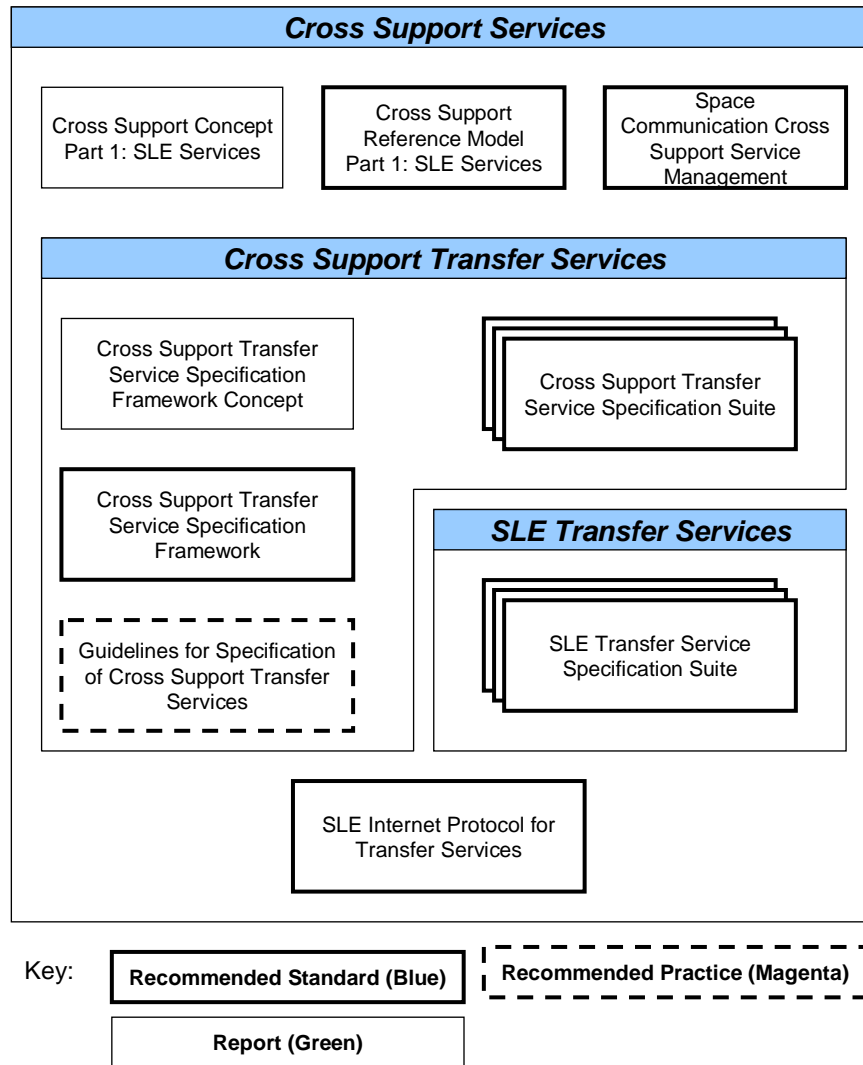 Cross Support Services
Cross Support Concept
Part 1: SLE Services
Cross Support
Reference Model
Part 1: SLE Services
Space
Communication Cross
Support Service
Management
Cross Support Transfer Services
Cross Support Transfer
Service Specification
Framework Concept
Cross Support Transfer
Service Specification Suite
Cross Support Transfer
Service Specification
Framework
SLE Transfer Services
SLE Transfer Service
Specification Suite
Guidelines for Specification
of Cross Support Transfer
Services
SLE Internet Protocol for
Transfer Services
Key:
Recommended Standard (Blue)
Recommended Practice (Magenta)
Report (Green)